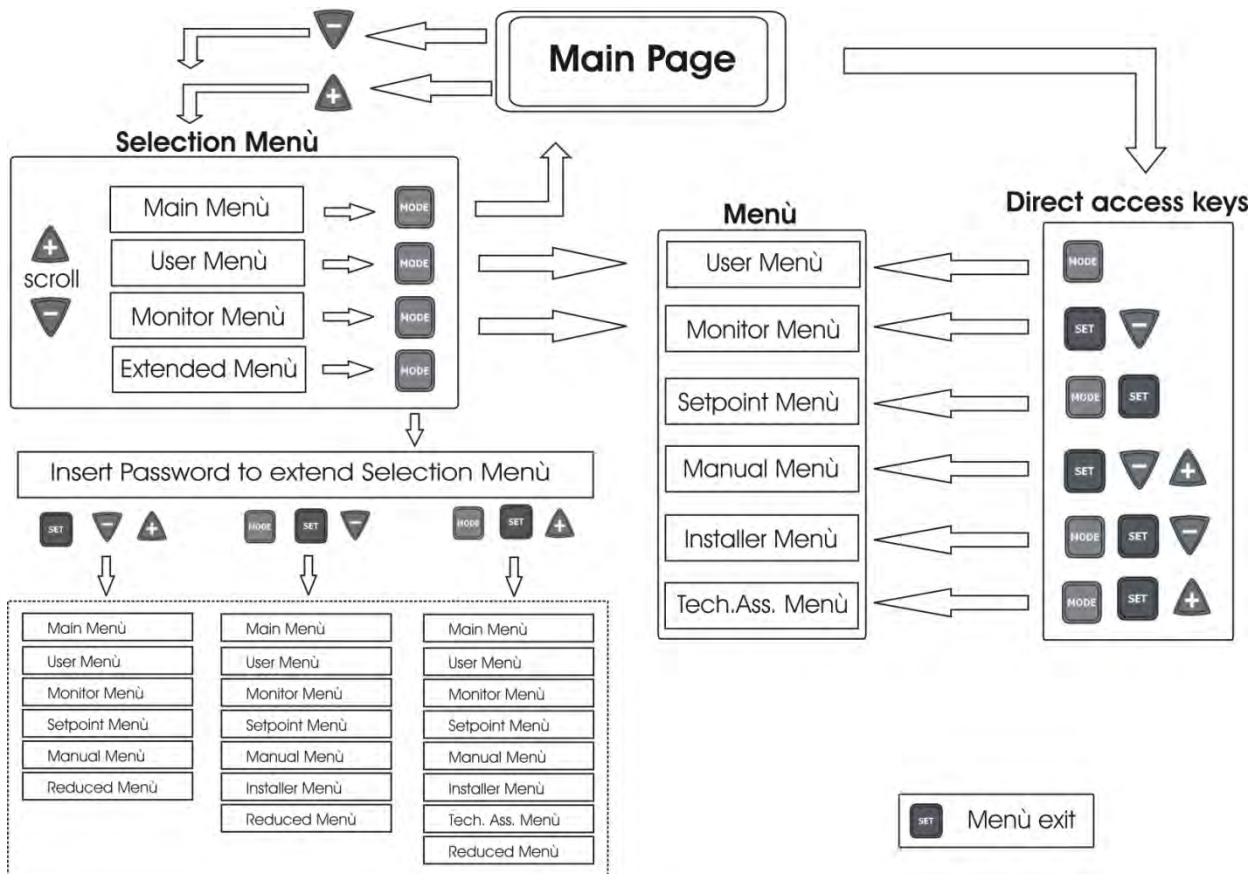 Main Page
Selection Menù
Main Menù
MODE
User Menù
MODE
scroll
Monitor Menù
MODE
Extended Menù
MODE
Insert Password to extend Selection Menù
SET
MODE SET
MODE SET
Main Menù
User Menù
Monitor Menù
Setpoint Menù
Manual Menù
Reduced Menù
Main Menù
User Menù
Monitor Menù
Setpoint Menù
Manual Menù
Installer Menù
Reduced Menù
Main Menù
User Menù
Monitor Menù
Setpoint Menù
Manual Menù
Installer Menù
Tech. Ass. Menù
Reduced Menù
Menù
User Menù
Monitor Menù
Setpoint Menù
Manual Menù
Installer Menù
Tech.Ass. Menù
Direct access keys
MODE
SET
MODE SET
SET
MODE SET
MODE SET
SET Menù exit